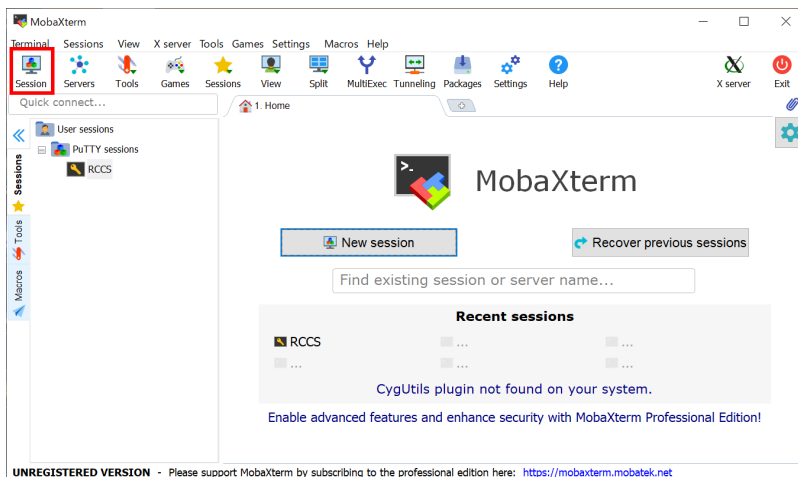 MobaXterm
Terminal Sessions View X server Tools Games Settings Macros Help
Session Servers Tools Games Sessions View Split MultiExec Tunneling Packages Settings Help X server Exit
Quick connect...
1. Home
User sessions
PuTTY sessions
RCCS
Sessions
Tools
Macros
>_
MobaXterm
New session
Recover previous sessions
Find existing session or server name...
Recent sessions
RCCS ... ...
... ... ...
CygUtils plugin not found on your system.
Enable advanced features and enhance security with MobaXterm Professional Edition!
UNREGISTERED VERSION - Please support MobaXterm by subscribing to the professional edition here: https://mobaxterm.mobatek.net